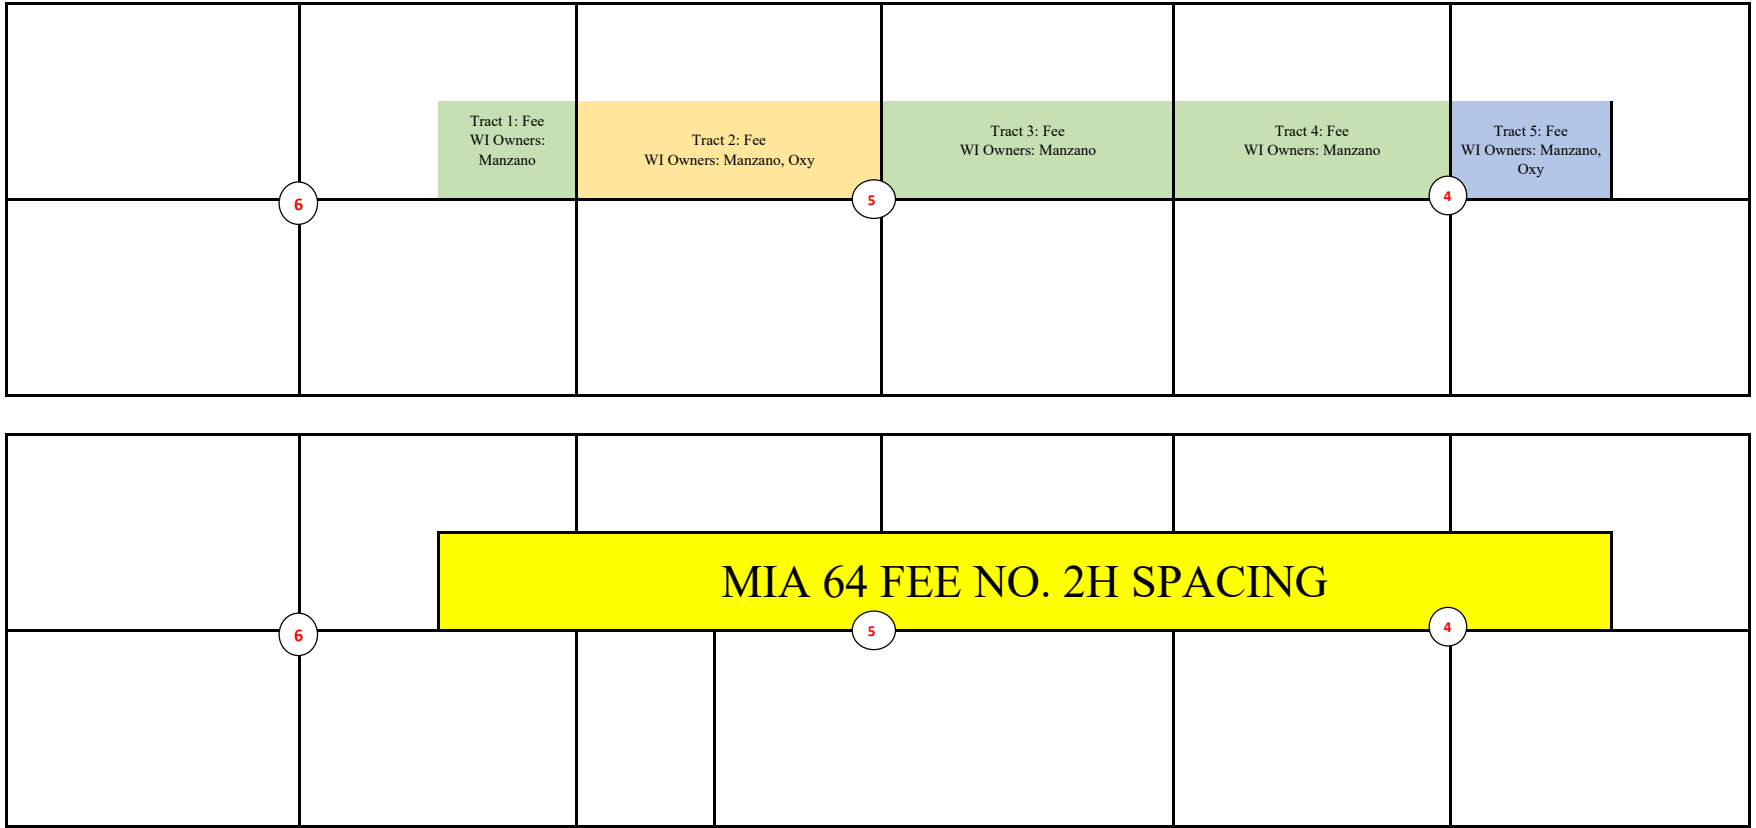 Tract 1: Fee
WI Owners:
Manzano
Tract 2: Fee
WI Owners: Manzano, Oxy
Tract 3: Fee
WI Owners: Manzano
Tract 4: Fee
WI Owners: Manzano
Tract 5: Fee
WI Owners: Manzano,
Oxy
6
5
4
MIA 64 FEE NO. 2H SPACING
6
5
4